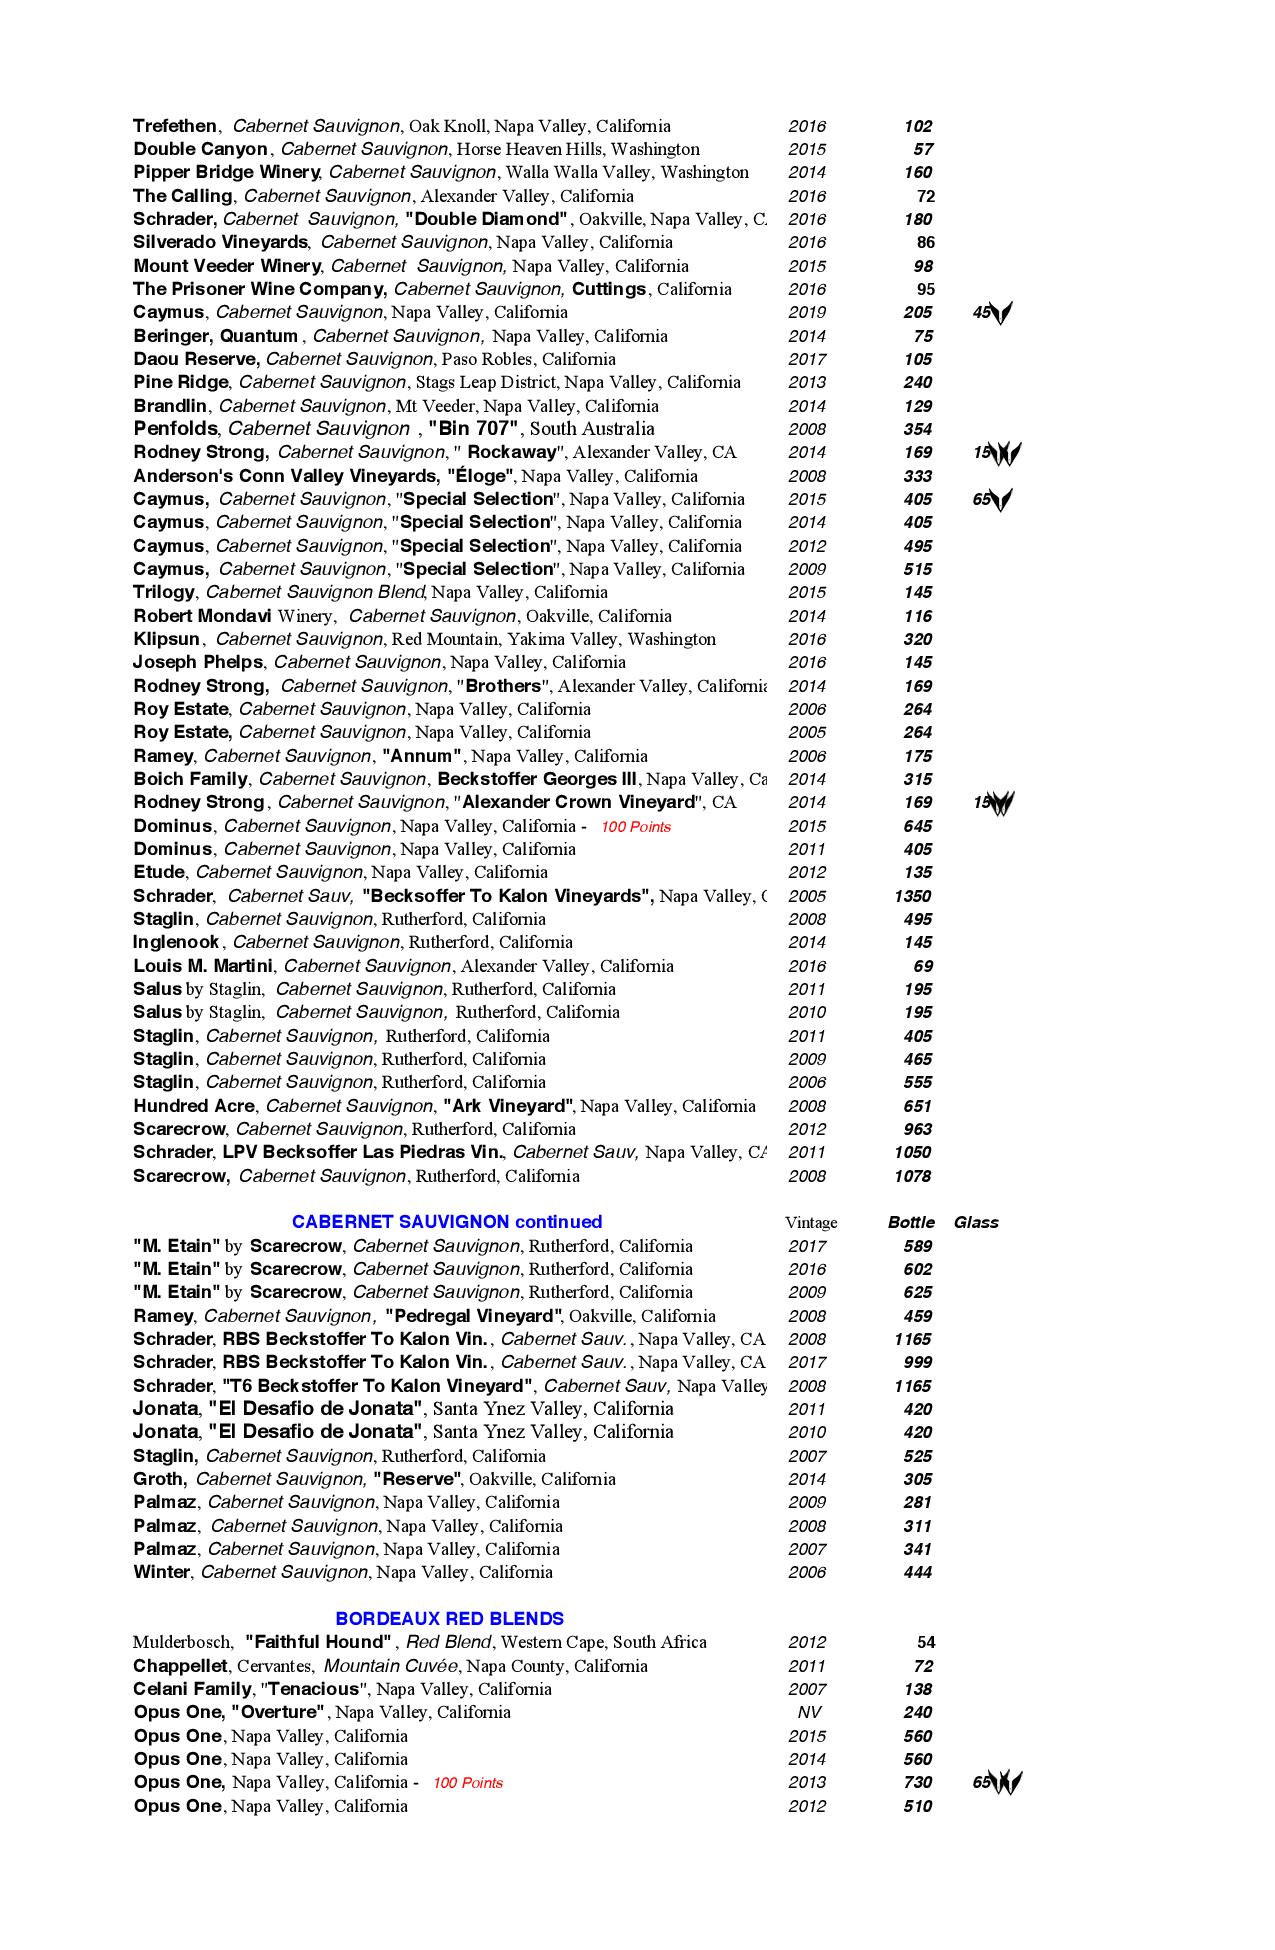 Trefethen, Cabernet Sauvignon, Oak Knoll, Napa Valley, California 2016 102
Double Canyon, Cabernet Sauvignon, Horse Heaven Hills, Washington 2015 57
Pipper Bridge Winery, Cabernet Sauvignon, Walla Walla Valley, Washington 2014 160
The Calling, Cabernet Sauvignon, Alexander Valley, California 2016 72
Schrader, Cabernet Sauvignon, "Double Diamond", Oakville, Napa Valley, C 2016 180
Silverado Vineyards, Cabernet Sauvignon, Napa Valley, California 2016 86
Mount Veeder Winery, Cabernet Sauvignon, Napa Valley, California 2015 98
The Prisoner Wine Company, Cabernet Sauvignon, Cuttings, California 2016 95
Caymus, Cabernet Sauvignon, Napa Valley, California 2019 205 45
Beringer, Quantum, Cabernet Sauvignon, Napa Valley, California 2014 75
Daou Reserve, Cabernet Sauvignon, Paso Robles, California 2017 105
Pine Ridge, Cabernet Sauvignon, Stags Leap District, Napa Valley, California 2013 240
Brandlin, Cabernet Sauvignon, Mt Veeder, Napa Valley, California 2014 129
Penfolds, Cabernet Sauvignon , "Bin 707", South Australia 2008 354
Rodney Strong, Cabernet Sauvignon, " Rockaway", Alexander Valley, CA 2014 169 15
Anderson's Conn Valley Vineyards, "Éloge", Napa Valley, California 2008 333
Caymus, Cabernet Sauvignon, "Special Selection", Napa Valley, California 2015 405 65
Caymus, Cabernet Sauvignon, "Special Selection", Napa Valley, California 2014 405
Caymus, Cabernet Sauvignon, "Special Selection", Napa Valley, California 2012 495
Caymus, Cabernet Sauvignon, "Special Selection", Napa Valley, California 2009 515
Trilogy, Cabernet Sauvignon Blend, Napa Valley, California 2015 145
Robert Mondavi Winery, Cabernet Sauvignon, Oakville, California 2014 116
Klipsun, Cabernet Sauvignon, Red Mountain, Yakima Valley, Washington 2016 320
Joseph Phelps, Cabernet Sauvignon, Napa Valley, California 2016 145
Rodney Strong, Cabernet Sauvignon, "Brothers", Alexander Valley, California 2014 169
Roy Estate, Cabernet Sauvignon, Napa Valley, California 2006 264
Roy Estate, Cabernet Sauvignon, Napa Valley, California 2005 264
Ramey, Cabernet Sauvignon, "Annum", Napa Valley, California 2006 175
Boich Family, Cabernet Sauvignon, Beckstoffer Georges III, Napa Valley, Ca 2014 315
Rodney Strong, Cabernet Sauvignon, "Alexander Crown Vineyard", CA 2014 169 15
Dominus, Cabernet Sauvignon, Napa Valley, California - 100 Points 2015 645
Dominus, Cabernet Sauvignon, Napa Valley, California 2011 405
Etude, Cabernet Sauvignon, Napa Valley, California 2012 135
Schrader, Cabernet Sauv, "Becksoffer To Kalon Vineyards", Napa Valley, C 2005 1350
Staglin, Cabernet Sauvignon, Rutherford, California 2008 495
Inglenook, Cabernet Sauvignon, Rutherford, California 2014 145
Louis M. Martini, Cabernet Sauvignon, Alexander Valley, California 2016 69
Salus by Staglin, Cabernet Sauvignon, Rutherford, California 2011 195
Salus by Staglin, Cabernet Sauvignon, Rutherford, California 2010 195
Staglin, Cabernet Sauvignon, Rutherford, California 2011 405
Staglin, Cabernet Sauvignon, Rutherford, California 2009 465
Staglin, Cabernet Sauvignon, Rutherford, California 2006 555
Hundred Acre, Cabernet Sauvignon, "Ark Vineyard", Napa Valley, California 2008 651
Scarecrow, Cabernet Sauvignon, Rutherford, California 2012 963
Schrader, LPV Becksoffer Las Piedras Vin., Cabernet Sauv, Napa Valley, CA 2011 1050
Scarecrow, Cabernet Sauvignon, Rutherford, California 2008 1078
CABERNET SAUVIGNON continued Vintage Bottle Glass
"M. Etain" by Scarecrow, Cabernet Sauvignon, Rutherford, California 2017 589
"M. Etain" by Scarecrow, Cabernet Sauvignon, Rutherford, California 2016 602
"M. Etain" by Scarecrow, Cabernet Sauvignon, Rutherford, California 2009 625
Ramey, Cabernet Sauvignon, "Pedregal Vineyard", Oakville, California 2008 459
Schrader, RBS Beckstoffer To Kalon Vin., Cabernet Sauv., Napa Valley, CA 2008 1165
Schrader, RBS Beckstoffer To Kalon Vin., Cabernet Sauv., Napa Valley, CA 2017 999
Schrader, "T6 Beckstoffer To Kalon Vineyard", Cabernet Sauv, Napa Valley 2008 1165
Jonata, "El Desafio de Jonata", Santa Ynez Valley, California 2011 420
Jonata, "El Desafio de Jonata", Santa Ynez Valley, California 2010 420
Staglin, Cabernet Sauvignon, Rutherford, California 2007 525
Groth, Cabernet Sauvignon, "Reserve", Oakville, California 2014 305
Palmaz, Cabernet Sauvignon, Napa Valley, California 2009 281
Palmaz, Cabernet Sauvignon, Napa Valley, California 2008 311
Palmaz, Cabernet Sauvignon, Napa Valley, California 2007 341
Winter, Cabernet Sauvignon, Napa Valley, California 2006 444
BORDEAUX RED BLENDS
Mulderbosch, "Faithful Hound", Red Blend, Western Cape, South Africa 2012 54
Chappellet, Cervantes, Mountain Cuvée, Napa County, California 2011 72
Celani Family, "Tenacious", Napa Valley, California 2007 138
Opus One, "Overture", Napa Valley, California NV 240
Opus One, Napa Valley, California 2015 560
Opus One, Napa Valley, California 2014 560
Opus One, Napa Valley, California - 100 Points 2013 730 65
Opus One, Napa Valley, California 2012 510